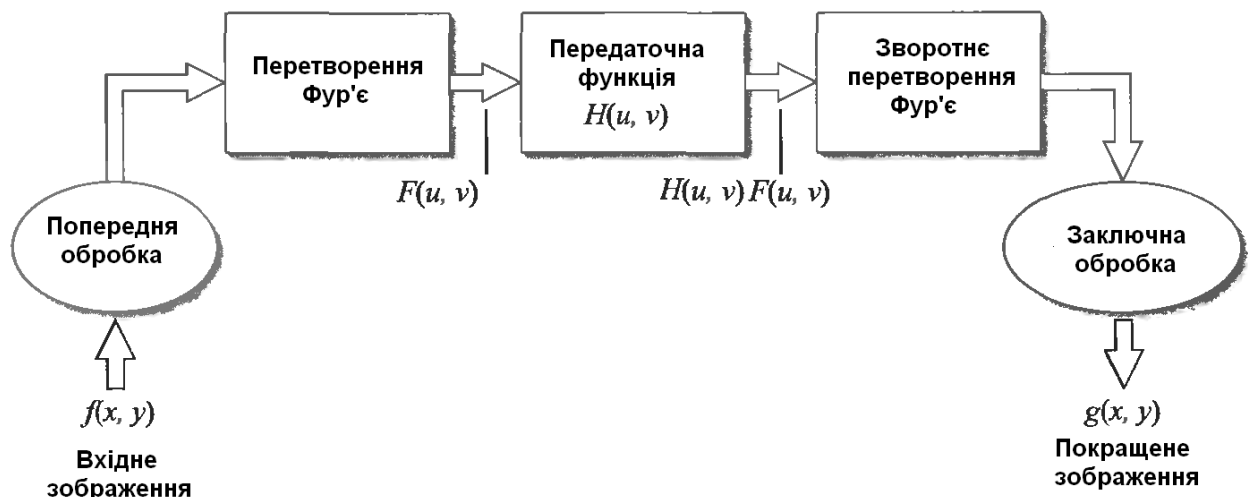 Перетворення
Фур'є
Передаточна
функція
H(u, v)
Зворотнє
перетворення
Фур'є
F(u, v)
H(u, v) F(u, v)
Попередня
обробка
Заключна
обробка
f(x, y)
Вхідне
зображення
g(x, y)
Покращене
зображення